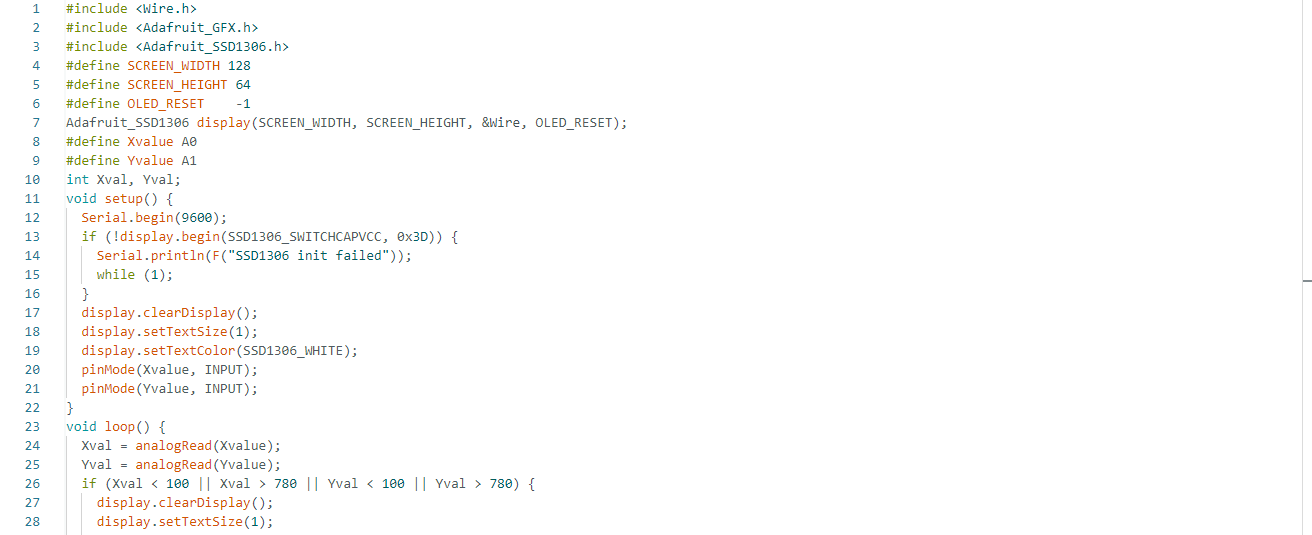 1 #include <Wire.h>
2 #include <Adafruit_GFX.h>
3 #include <Adafruit_SSD1306.h>
4 #define SCREEN_WIDTH 128
5 #define SCREEN_HEIGHT 64
6 #define OLED_RESET    -1
7 Adafruit_SSD1306 display(SCREEN_WIDTH, SCREEN_HEIGHT, &Wire, OLED_RESET);
8 #define Xvalue A0
9 #define Yvalue A1
10 int Xval, Yval;
11 void setup() {
12   Serial.begin(9600);
13   if (!display.begin(SSD1306_SWITCHCAPVCC, 0x3D)) {
14     Serial.println(F("SSD1306 init failed"));
15     while (1);
16   }
17   display.clearDisplay();
18   display.setTextSize(1);
19   display.setTextColor(SSD1306_WHITE);
20   pinMode(Xvalue, INPUT);
21   pinMode(Yvalue, INPUT);
22 }
23 void loop() {
24   Xval = analogRead(Xvalue);
25   Yval = analogRead(Yvalue);
26   if (Xval < 100 || Xval > 780 || Yval < 100 || Yval > 780) {
27     display.clearDisplay();
28     display.setTextSize(1);